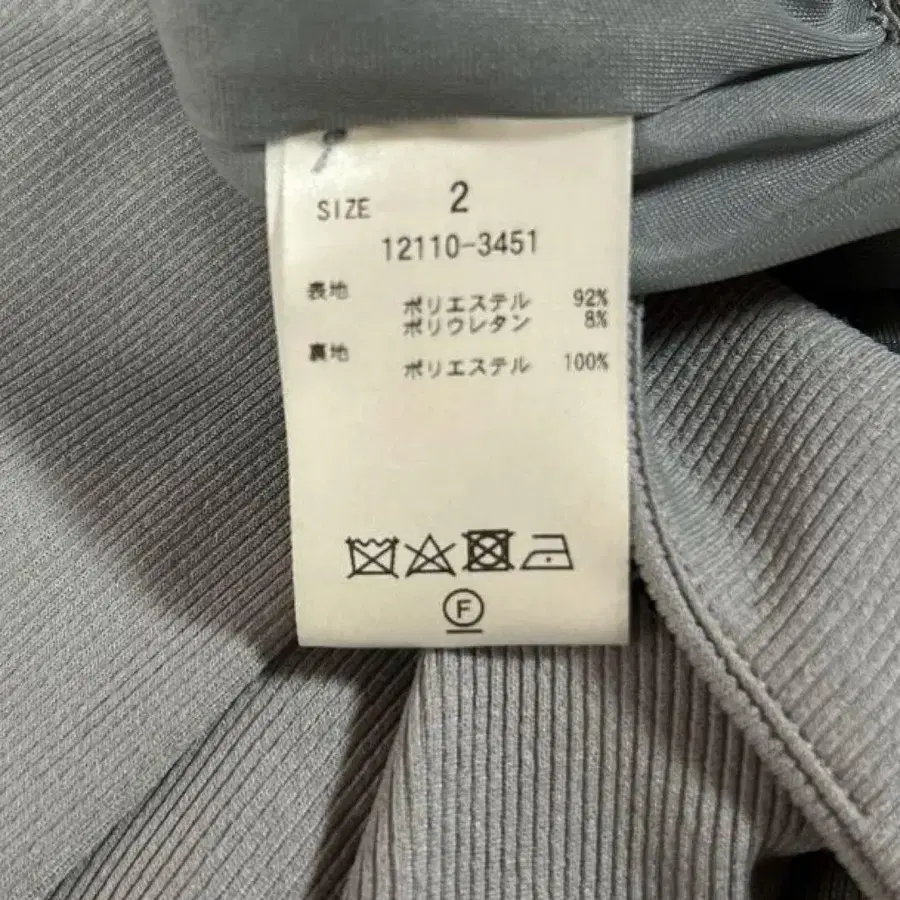 SIZE 2
12110-3451
表地 ポリエステル 92%
ポリウレタン 8%
裏地 ポリエステル 100%
F